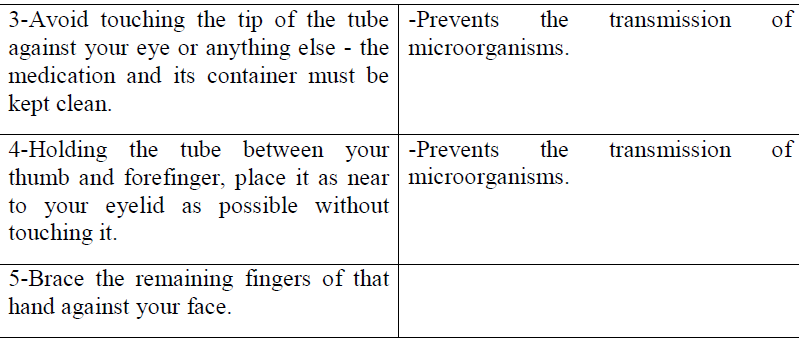 3-Avoid touching the tip of the tube
against your eye or anything else - the
medication and its container must be
kept clean.
-Prevents the transmission of
microorganisms.
4-Holding the tube between your
thumb and forefinger, place it as near
to your eyelid as possible without
touching it.
-Prevents the transmission of
microorganisms.
5-Brace the remaining fingers of that
hand against your face.